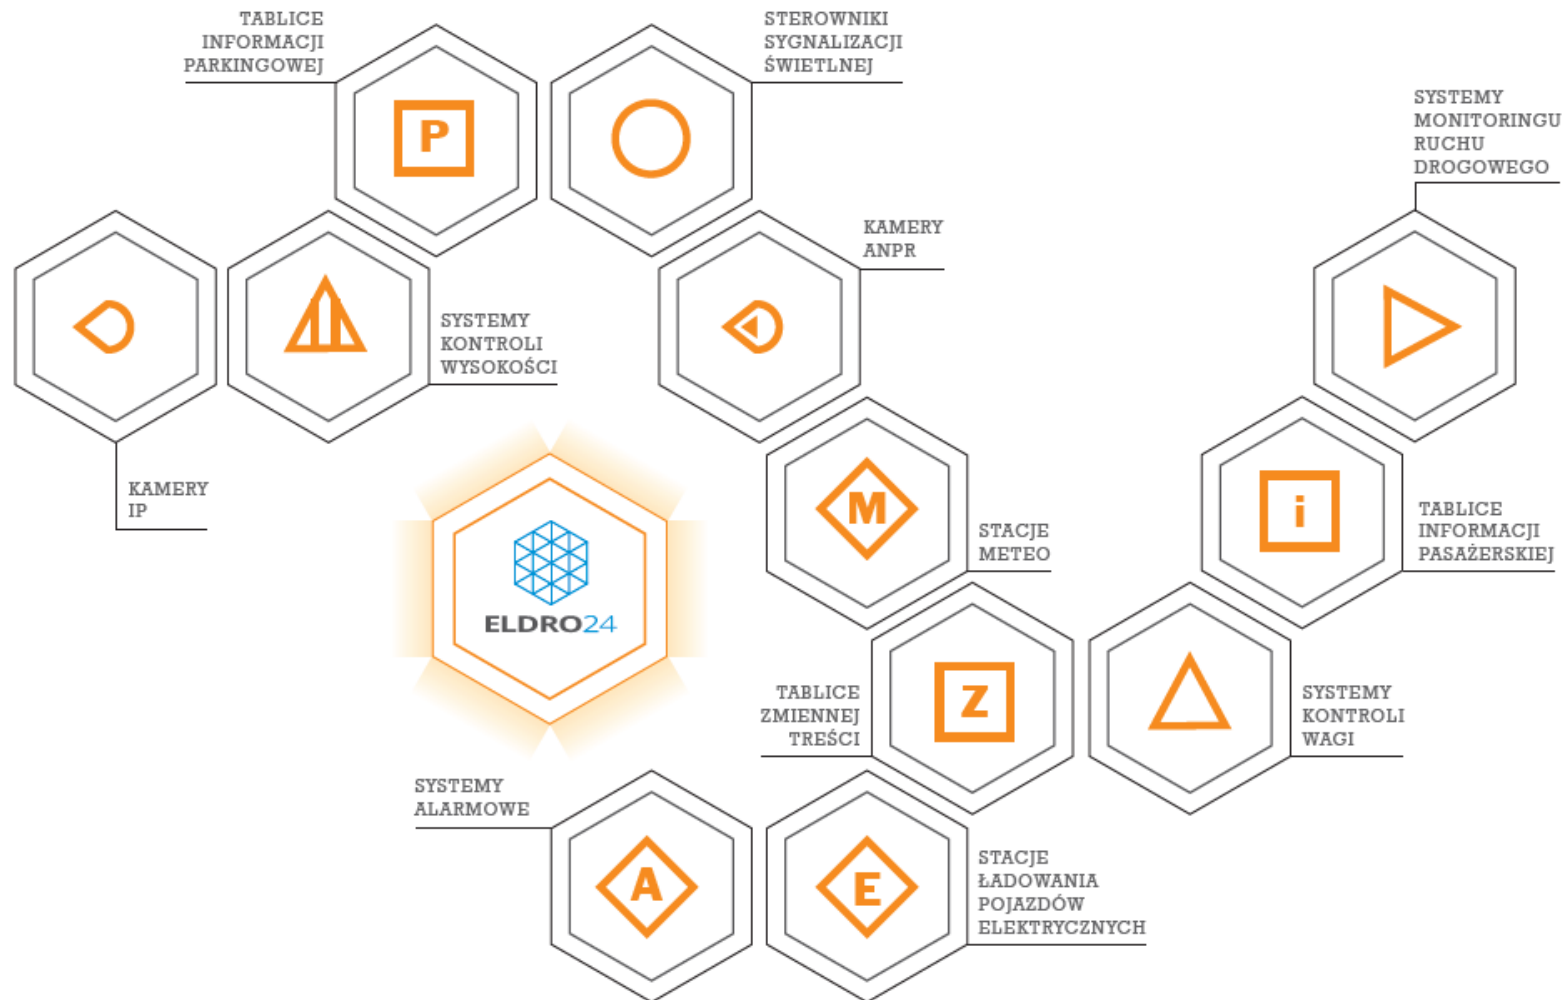 TABLICE
INFORMACJI
PARKINGOWEJ
P
STEROWNIKI
SYGNALIZACJI
ŚWIETLNEJ
SYSTEMY
MONITORINGU
RUCHU
DROGOWEGO
KAMERY
ANPR
SYSTEMY
KONTROLI
WYSOKOŚCI
KAMERY
IP
M
STACJE
METEO
i
TABLICE
INFORMACJI
PASAŻERSKIEJ
ELDRO24
TABLICE
ZMIENNEJ
TREŚCI
Z
SYSTEMY
KONTROLI
WAGI
SYSTEMY
ALARMOWE
A
E
STACJE
ŁADOWANIA
POJAZDÓW
ELEKTRYCZNYCH